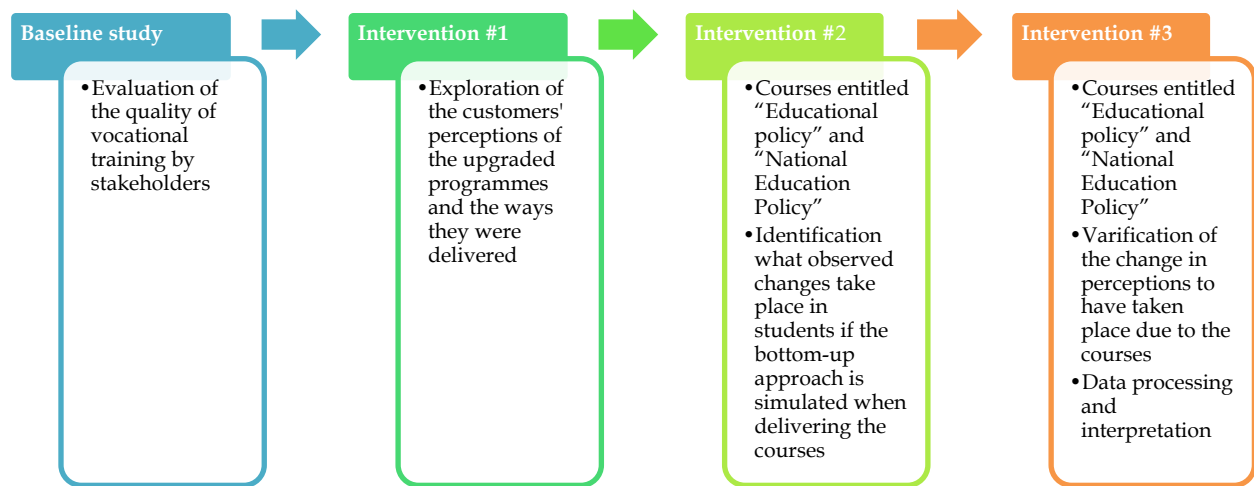 Baseline study
•Evaluation of
the quality of
vocational
training by
stakeholders
Intervention #1
•Exploration of
the customers'
perceptions of
the upgraded
programmes
and the ways
they were
delivered
Intervention #2
•Courses entitled
“Educational
policy” and
“National
Education
Policy”
•Identification
what observed
changes take
place in
students if the
bottom-up
approach is
simulated when
delivering the
courses
Intervention #3
•Courses entitled
“Educational
policy” and
“National
Education
Policy”
•Varification of
the change in
perceptions to
have taken
place due to the
courses
•Data processing
and
interpretation